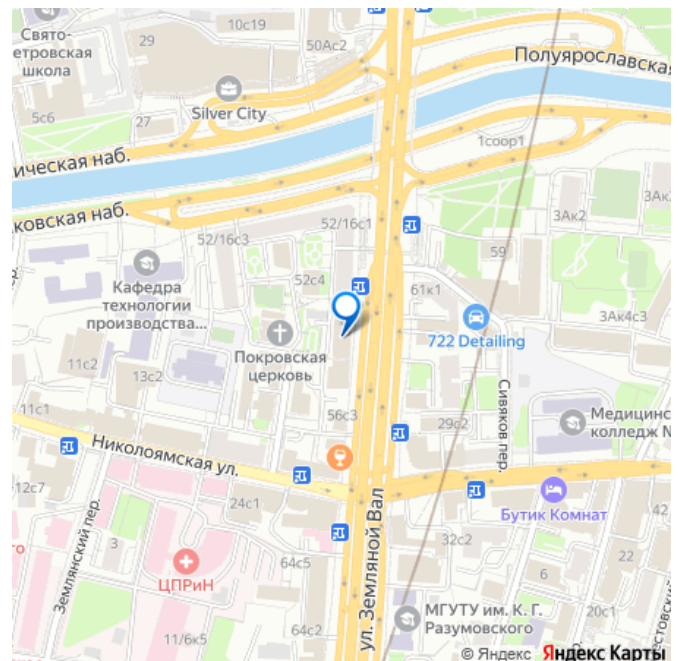 Свято-
етровская
школа
10с19
29
50Ас2
Полуярославская
Silver City
5с6
27
1соор1
ическая наб.
ковская наб.
52/16с1
3Ак2
3Ак
52/16с3
59
Кафедра
технологии
производства...
52с4
61к1
3Ак4с3
722 Detailing
Покровская
церковь
11с2
13с2
Сивяков пер.
11с1
56с3
29с2
Медицинс
колледж N
Николоямская ул.
12с7
24с1
Бутик Комнат
Землянский пер.
3
ЦПРиН
64с5
ул. Земляной Вал
32с2
22
6
20с1
11/6к5
64с2
МГУТУ им. К. Г.
Разумовского
© Яндекс Яндекс Карты